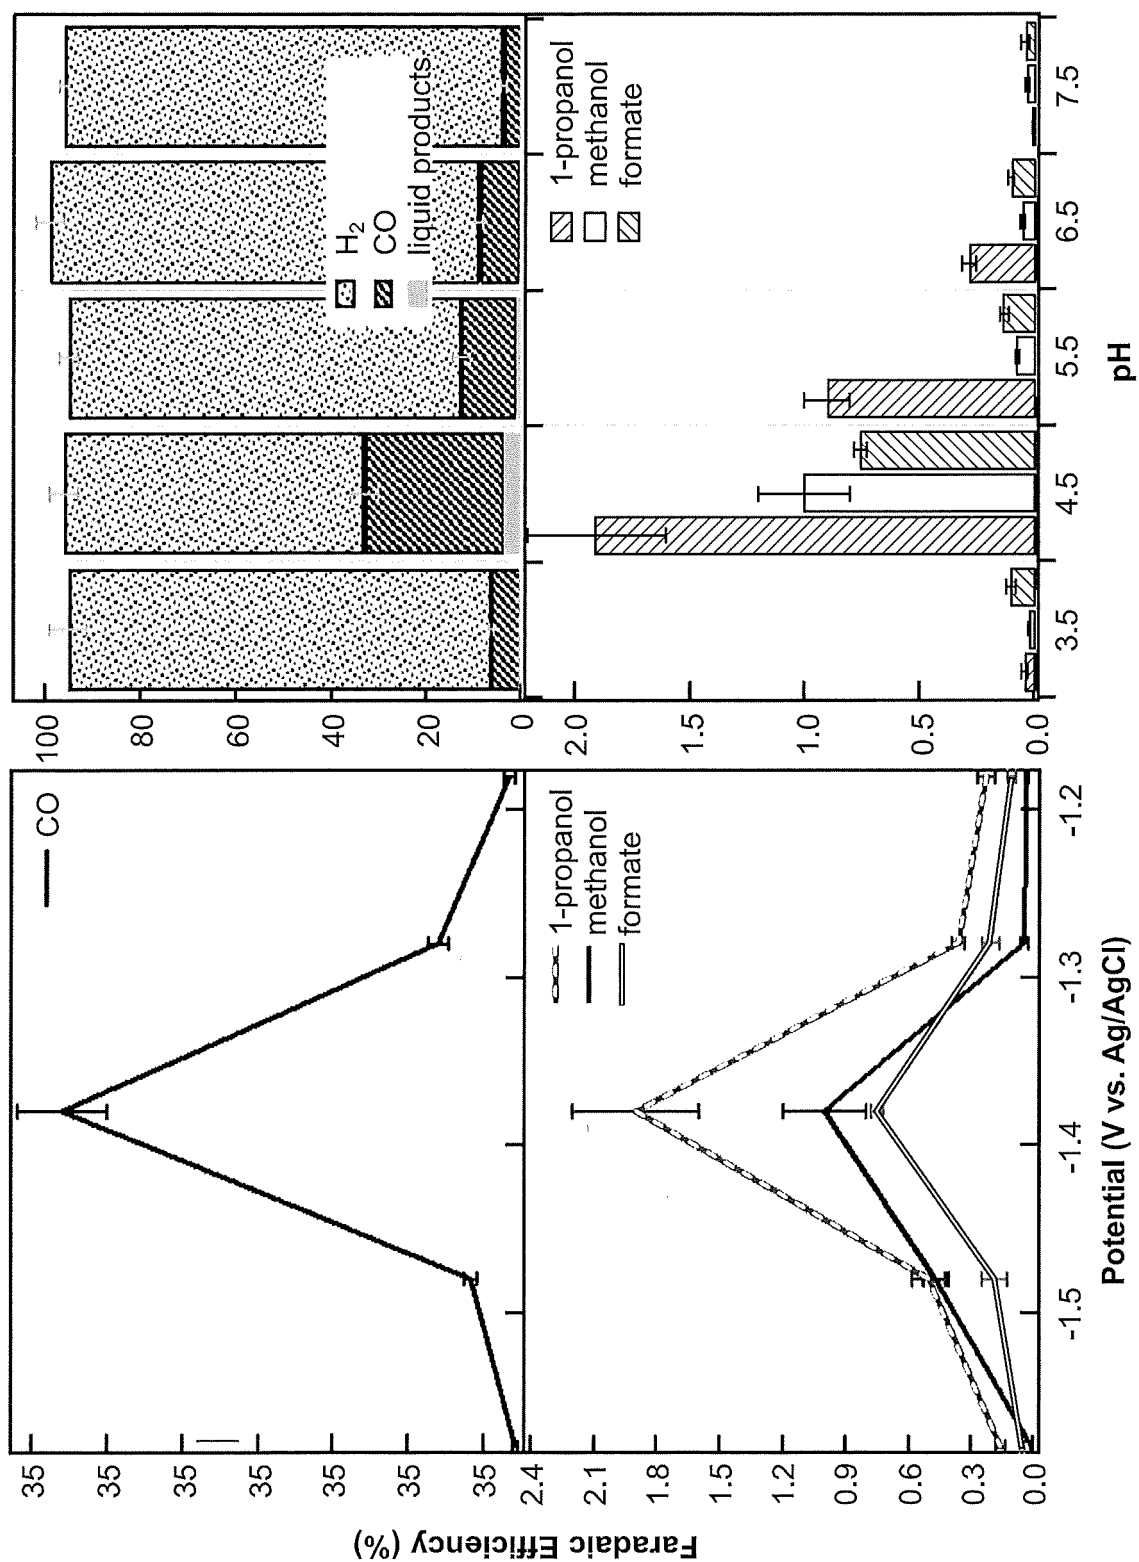 Faradaic Efficiency (%)
35
35
35
35
35
35
35
CO
2.4
2.1
1.8
1.5
1.2
0.9
0.6
0.3
0.0
1-propanol
methanol
formate
-1.5
-1.4
-1.3
-1.2
Potential (V vs. Ag/AgCl)
100
80
60
40
20
0
H₂
CO
liquid products
2.0
1.5
1.0
0.5
0.0
1-propanol
methanol
formate
3.5
4.5
5.5
6.5
7.5
pH